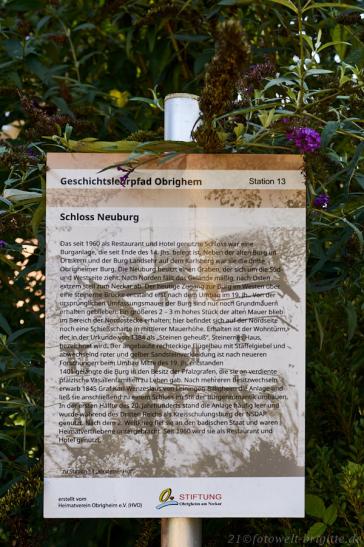 Geschichtslehrpfad Obrigheim
Station 13
Schloss Neuburg
Das seit 1960 als Restaurant und Hotel genutzte Schloss war eine
Burganlage, die seit Ende des 14. Jhs. belegt ist. Neben der alten Burg im
Ortskern und der Burg Landsehr auf dem Karlsberg war sie die dritte
Obrigheimer Burg. Die Neuburg besitzt einen Graben, der sich um die Süd
und Westseite zieht. Nach Norden fällt das Gelände mäßig, nach Osten
extrem steil zum Neckar ab. Der heutige Zugang zur Burg im Westen über
eine steinerne Brücke entstand erst nach dem Umbau im 19. Jh.. Von der
ursprünglichen Umfassungsmauer der Burg sind nur noch Grundmauern
erhalten geblieben. Ein größeres 2 - 3 m hohes Stück der alten Mauer blieb
im Bereich der Nordostecke erhalten; hier befindet sich auf der Nordseite
noch eine Schießscharte in mittlerer Mauerhöhe. Erhalten ist der Wohnturm,
der in der Urkunde von 1384 als „Steinen geheuß", Steinernes Haus,
bezeichnet wird. Der angebaute rechteckige Flügelbau mit Staffelgiebel und
abwechselnd roter und gelber Sandsteinverkleidung ist nach neueren
Forschungen beim Umbau Mitte des 19. Jh. entstanden.
1401 gelangte die Burg in den Besitz der Pfalzgrafen, die sie an verdiente
pfälzische Vasallenfamilien zu Lehen gab. Nach mehreren Besitzwechseln
erwarb 1845 Graf Karl Wenzeslaus von Leiningen Billigheim die Anlage und
ließ sie anschließend zu einem Schloss im Stile der Burgenromantik umbauen.
In der ersten Hälfte des 20. Jahrhunderts stand die Anlage häufig leer und
wurde während des Dritten Reichs als Kreisschulungsburg der NSDAP
genutzt. Nach dem 2. Weltkrieg fiel sie an den badischen Staat und waren
Heimatvertriebene untergebracht. Seit 1960 wird sie als Restaurant und
Hotel genutzt.
erstellt vom
Heimatverein Obrigheim e.V. (HVO)
STIFTUNG
Obrigheim am Neckar
21©fotowelt-brigitte.de